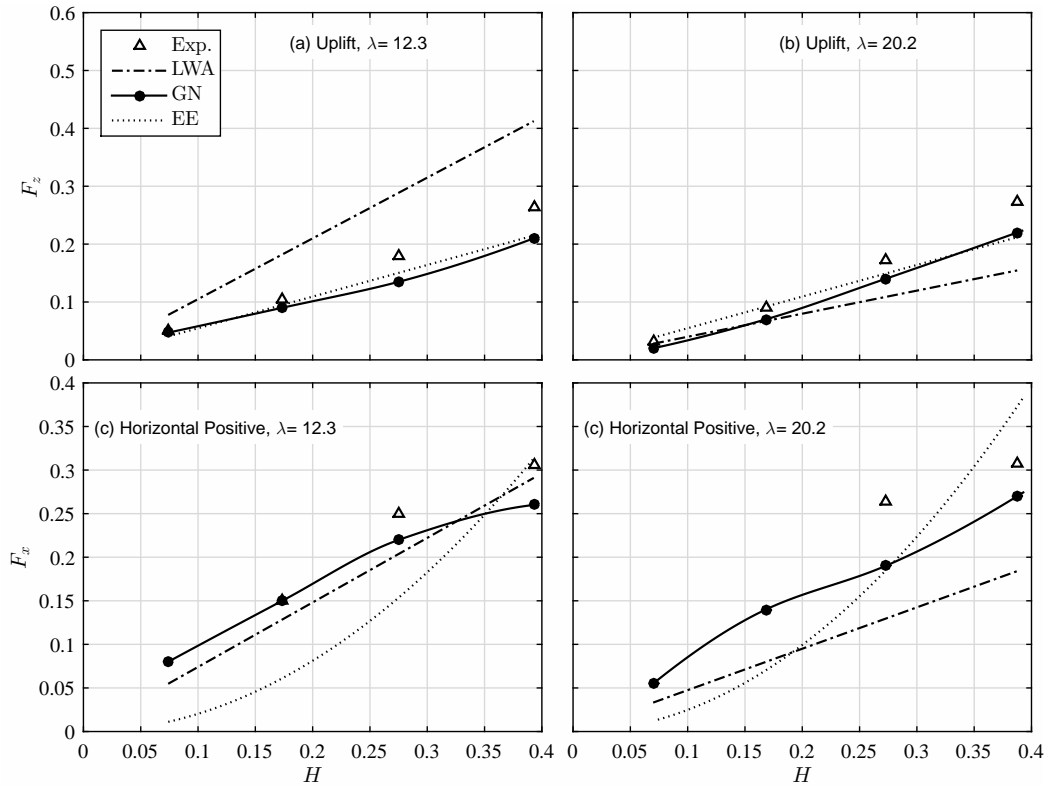 0.6
0.5
0.4
0.3
0.2
0.1
0
F_z
Exp.
LWA
GN
EE
(a) Uplift, λ= 12.3
(b) Uplift, λ= 20.2
0.4
0.35
0.3
0.25
0.2
0.15
0.1
0.05
0
F_x
(c) Horizontal Positive, λ= 12.3
(c) Horizontal Positive, λ= 20.2
0 0.05 0.1 0.15 0.2 0.25 0.3 0.35 0.4
0.05 0.1 0.15 0.2 0.25 0.3 0.35 0.4
H
H